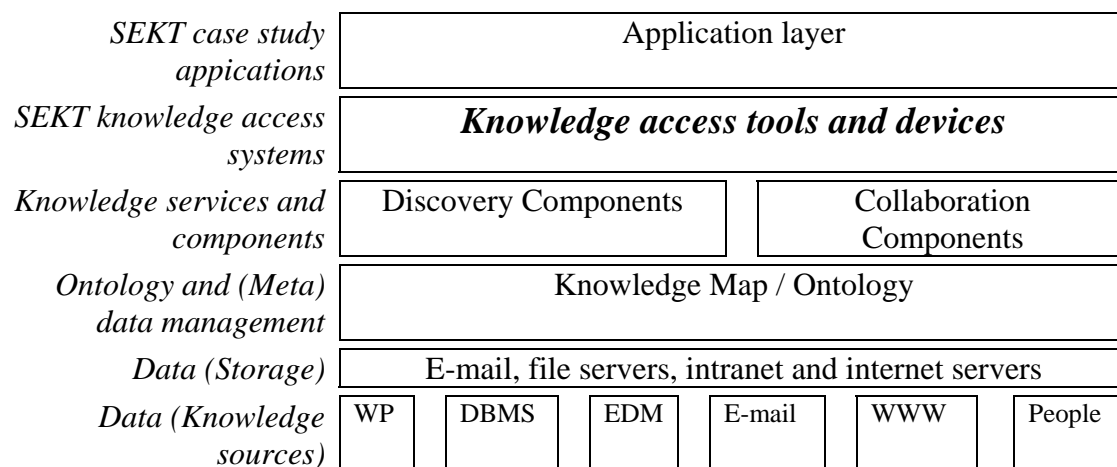 SEKT case study
appications
Application layer
SEKT knowledge access
systems
Knowledge access tools and devices
Knowledge services and
components
Discovery Components
Collaboration
Components
Ontology and (Meta)
data management
Knowledge Map / Ontology
Data (Storage)
E-mail, file servers, intranet and internet servers
Data (Knowledge
sources)
WP
DBMS
EDM
E-mail
WWW
People